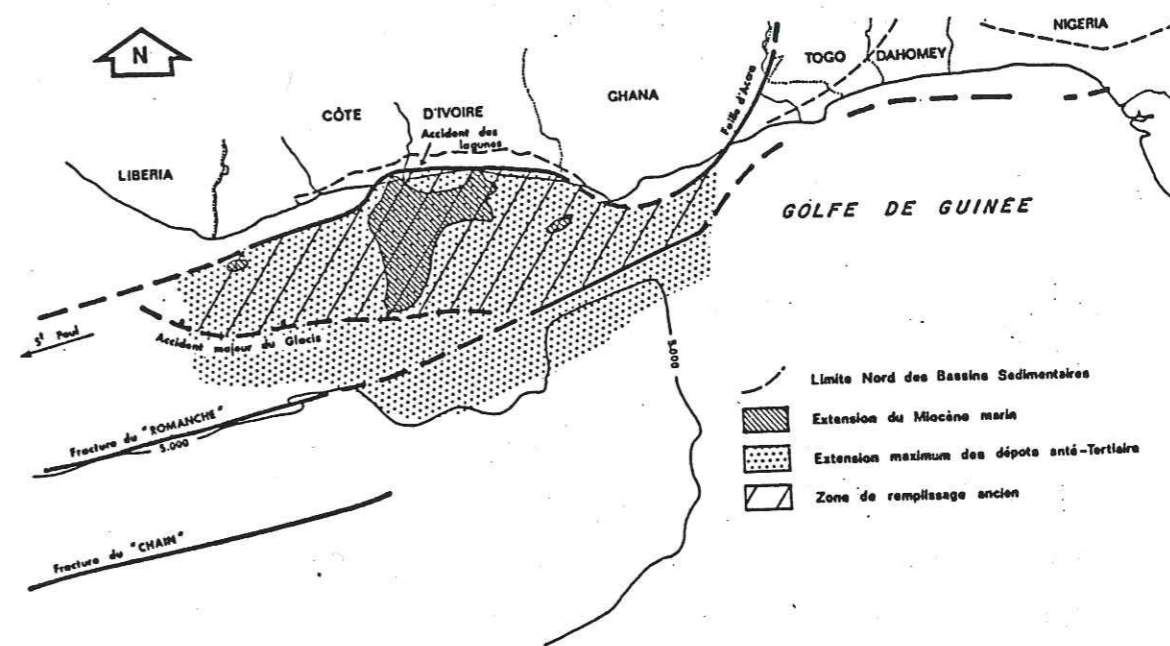 N
NIGERIA
TOGO
DAHOMEY
GHANA
CÔTE
D'IVOIRE
Accident des
lagunes
Faille d'Accra
LIBERIA
GOLFE DE GUINÉE
St Paul
Accident majeur du Glacis
5.000
Fracture du "ROMANCHE"
5.000
Fracture du "CHAIN"
Limite Nord des Bassins Sédimentaires
Extension du Miocène marin
Extension maximum des dépots anté-Tertiaire
Zone de remplissage ancien